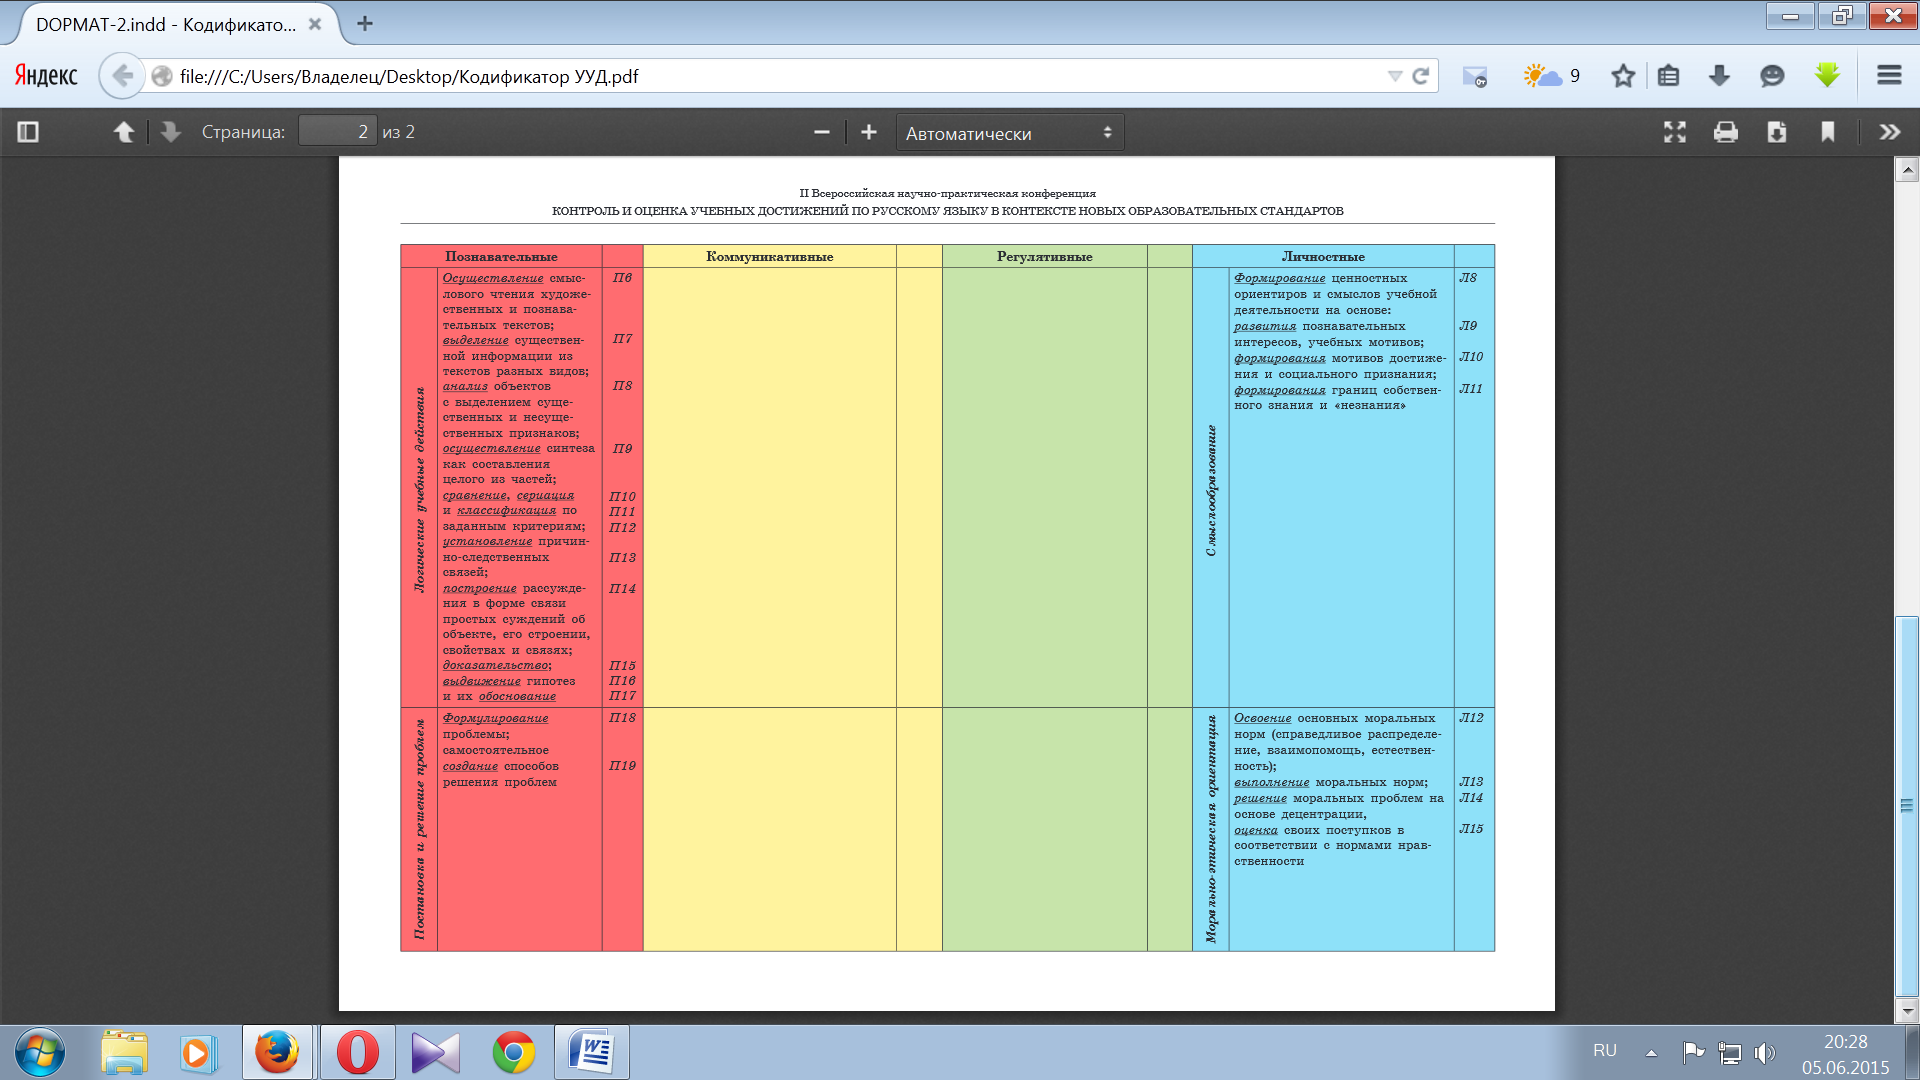 DOPMAT-2.indd - Кодификато...
Яндекс
file:///C:/Users/Владелец/Desktop/Кодификатор УУД.pdf
9
Страница:
2
из 2
Автоматически
II Всероссийская научно-практическая конференция
КОНТРОЛЬ И ОЦЕНКА УЧЕБНЫХ ДОСТИЖЕНИЙ ПО РУССКОМУ ЯЗЫКУ В КОНТЕКСТЕ НОВЫХ ОБРАЗОВАТЕЛЬНЫХ СТАНДАРТОВ
Познавательные
Коммуникативные
Регулятивные
Личностные
Логические учебные действия
Осуществление смыс-
лового чтения художе-
ственных и познава-
тельных текстов;
выделение существен-
ной информации из
текстов разных видов;
анализ объектов
с выделением суще-
ственных и несуще-
ственных признаков;
осуществление синтеза
как составления
целого из частей;
сравнение, сериация
и классификация по
заданным критериям;
установление причин-
но-следственных
связей;
построение рассужде-
ния в форме связи
простых суждений об
объекте, его строении,
свойствах и связях;
доказательство;
выдвижение гипотез
и их обоснование
П6
П7
П8
П9
П10
П11
П12
П13
П14
П15
П16
П17
Смыслообразование
Формирование ценностных
ориентиров и смыслов учебной
деятельности на основе:
развития познавательных
интересов, учебных мотивов;
формирования мотивов достиже-
ния и социального признания;
формирования границ собствен-
ного знания и «незнания»
Л8
Л9
Л10
Л11
Постановка и решение проблем
Формулирование
проблемы;
самостоятельное
создание способов
решения проблем
П18
П19
Морально-этическая ориентация
Освоение основных моральных
норм (справедливое распределе-
ние, взаимопомощь, естествен-
ность);
выполнение моральных норм;
решение моральных проблем на
основе децентрации,
оценка своих поступков в
соответствии с нормами нрав-
ственности
Л12
Л13
Л14
Л15
RU
20:28
05.06.2015